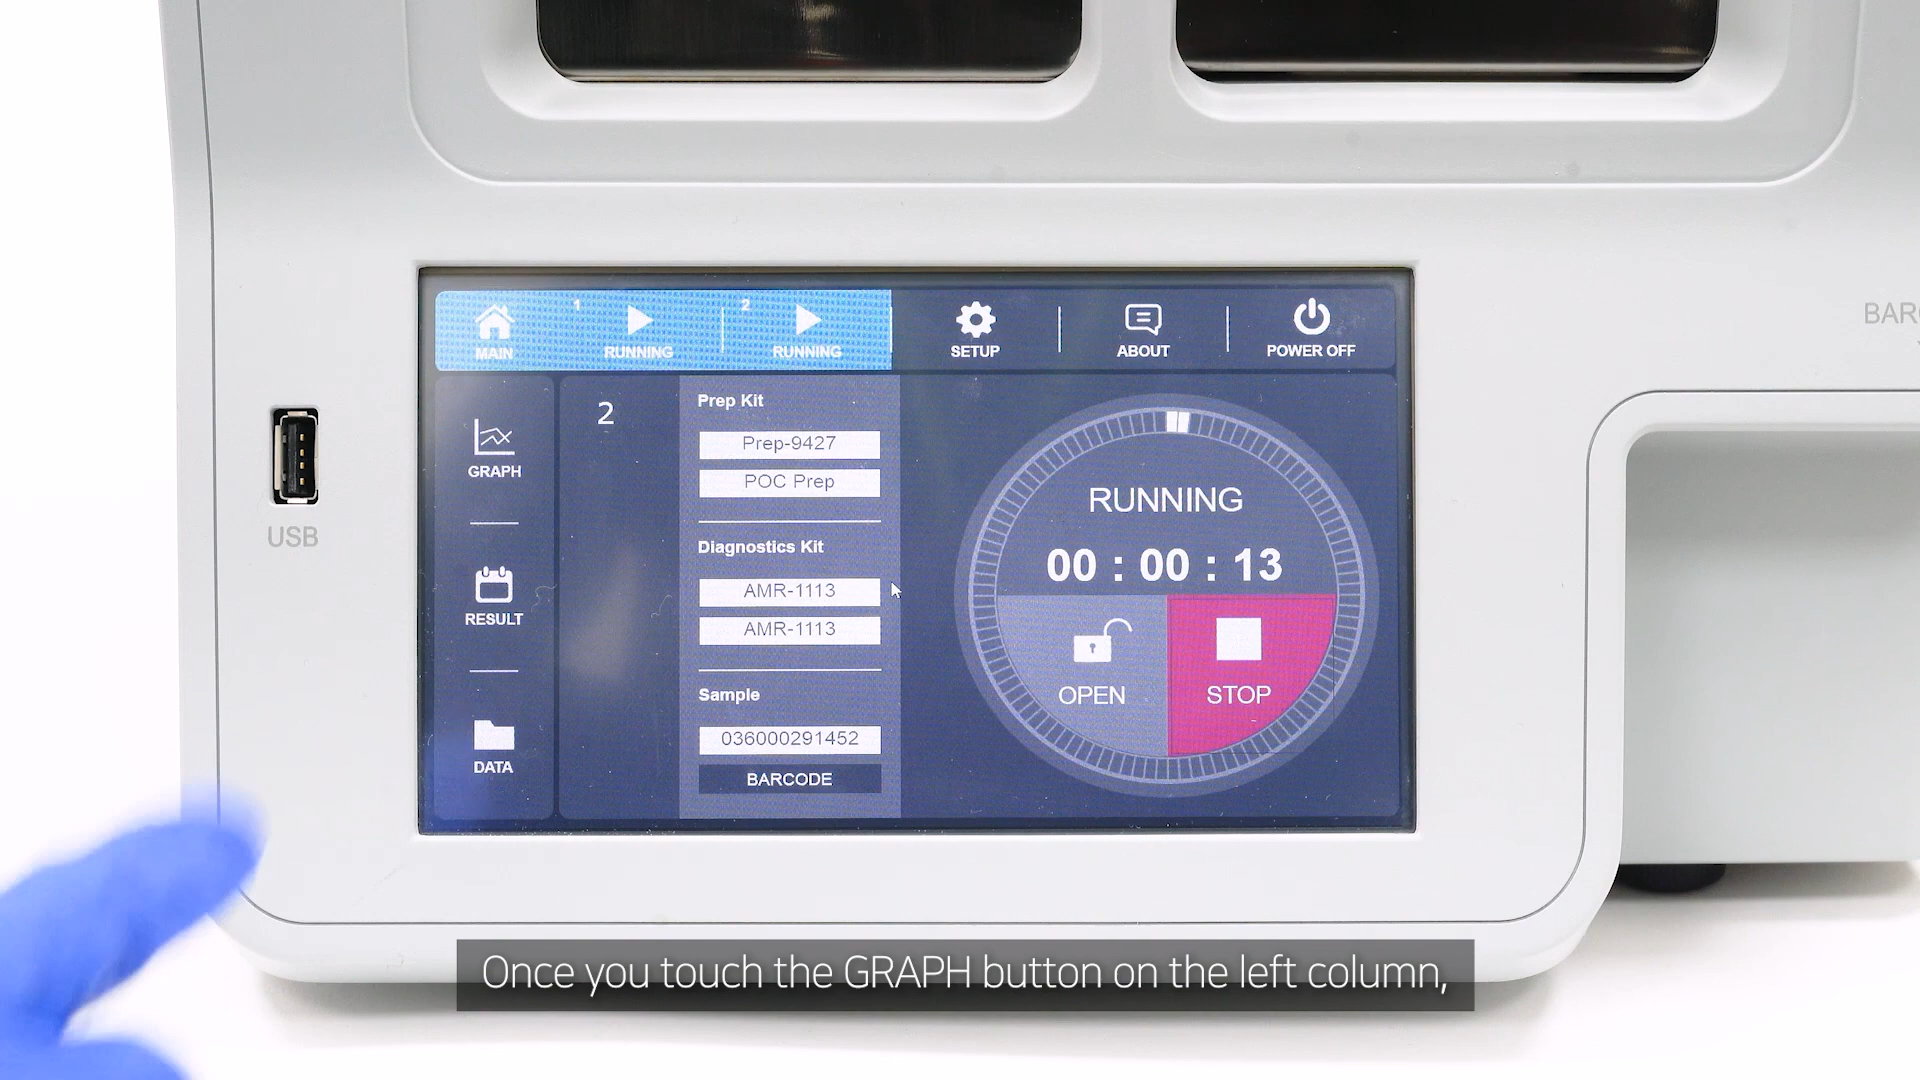 MAIN
1
RUNNING
2
RUNNING
SETUP
ABOUT
POWER OFF
GRAPH
RESULT
DATA
2
Prep Kit
Prep-9427
POC Prep
Diagnostics Kit
AMR-1113
AMR-1113
Sample
036000291452
BARCODE
RUNNING
00 : 00 : 13
OPEN
STOP
USB
Once you touch the GRAPH button on the left column,